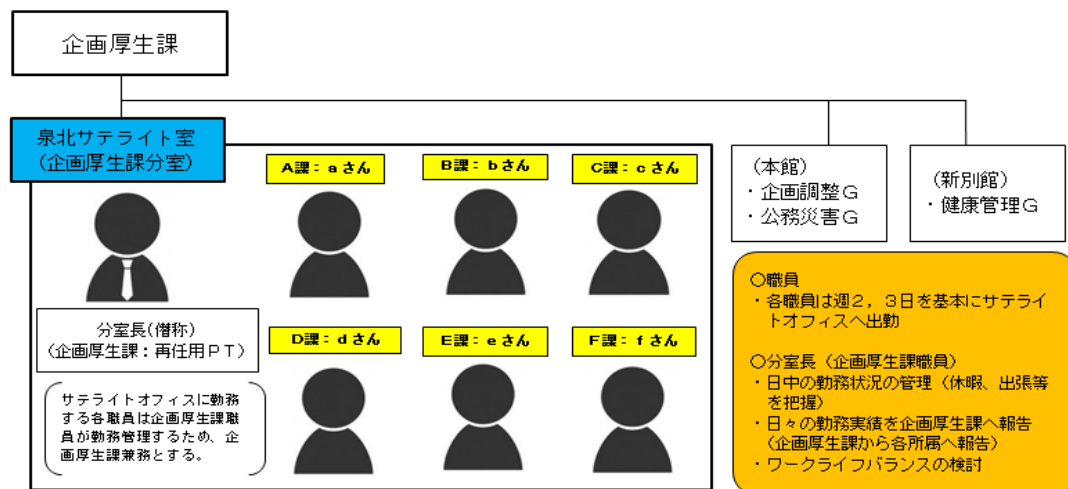 企画厚生課
泉北サテライト室
(企画厚生課分室)
A課：aさん
B課：bさん
C課：cさん
(本館)
・企画調整G
・公務災害G
(新別館)
・健康管理G
分室長(僭称)
(企画厚生課：再任用PT)
D課：dさん
E課：eさん
F課：fさん
サテライトオフィスに勤務
する各職員は企画厚生課職
員が勤務管理するため、企
画厚生課兼務とする。
○職員
・各職員は週２，３日を基本にサテライ
トオフィスへ出勤
○分室長（企画厚生課職員）
・日中の勤務状況の管理（休暇、出張等
を把握）
・日々の勤務実績を企画厚生課へ報告
(企画厚生課から各所属へ報告)
・ワークライフバランスの検討